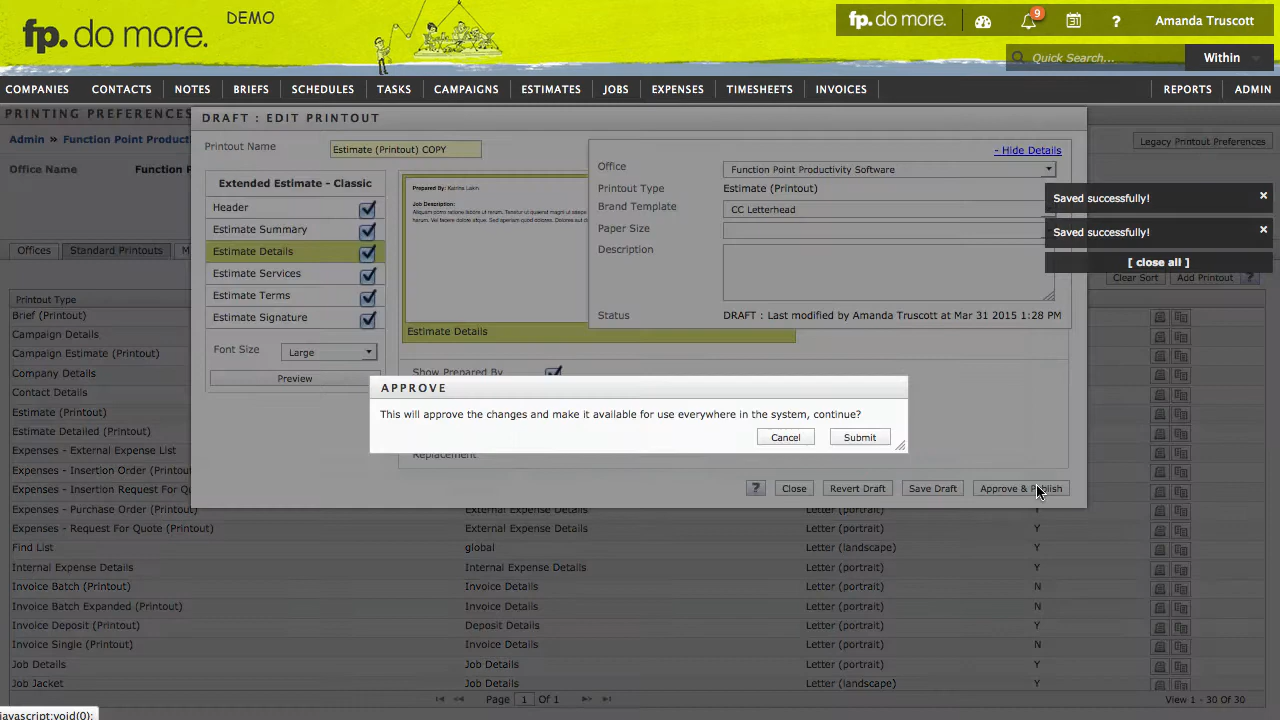 DEMO
fp. do more.
fp. do more.
9
?
Amanda Truscott
Quick Search...
Within
COMPANIES CONTACTS NOTES BRIEFS SCHEDULES TASKS CAMPAIGNS ESTIMATES JOBS EXPENSES TIMESHEETS INVOICES REPORTS ADMIN
PRINTING PREFERENCES
DRAFT : EDIT PRINTOUT
Admin » Function Point Producti
Legacy Printout Preferences
Office Name Function Poin
Printout Name Estimate (Printout) COPY
- Hide Details
Extended Estimate - Classic
Header
Estimate Summary
Estimate Details
Estimate Services
Estimate Terms
Estimate Signature
Font Size Large
Preview
Prepared By: Katrina Lakin
Job Description:
Estimate Details
Office Function Point Productivity Software
Printout Type Estimate (Printout)
Brand Template CC Letterhead
Paper Size
Description
Status DRAFT : Last modified by Amanda Truscott at Mar 31 2015 1:28 PM
Saved successfully! ×
Saved successfully! ×
[ close all ]
Offices Standard Printouts M
Clear Sort Add Printout ?
Show Prepared By
APPROVE
This will approve the changes and make it available for use everywhere in the system, continue?
Cancel Submit
Replacement
? Close Revert Draft Save Draft Approve & Publish
Printout Type
Brief (Printout)
Campaign Details
Campaign Estimate (Printout)
Company Details
Contact Details
Estimate (Printout)
Estimate Detailed (Printout)
Expenses - External Expense List
Expenses - Insertion Order (Printout)
Expenses - Insertion Request For Qu
Expenses - Purchase Order (Printout) External Expense Details Letter (portrait) Y
Expenses - Request For Quote (Printout) External Expense Details Letter (portrait) Y
Find List global Letter (landscape) Y
Internal Expense Details Internal Expense Details Letter (portrait) Y
Invoice Batch (Printout) Invoice Details Letter (portrait) N
Invoice Batch Expanded (Printout) Invoice Details Letter (portrait) N
Invoice Deposit (Printout) Deposit Details Letter (portrait) Y
Invoice Single (Printout) Invoice Details Letter (portrait) N
Job Details Job Details Letter (portrait) Y
Job Jacket Job Details Letter (landscape) Y
Page 1 Of 1
View 1 - 30 Of 30
javascript:void(0);